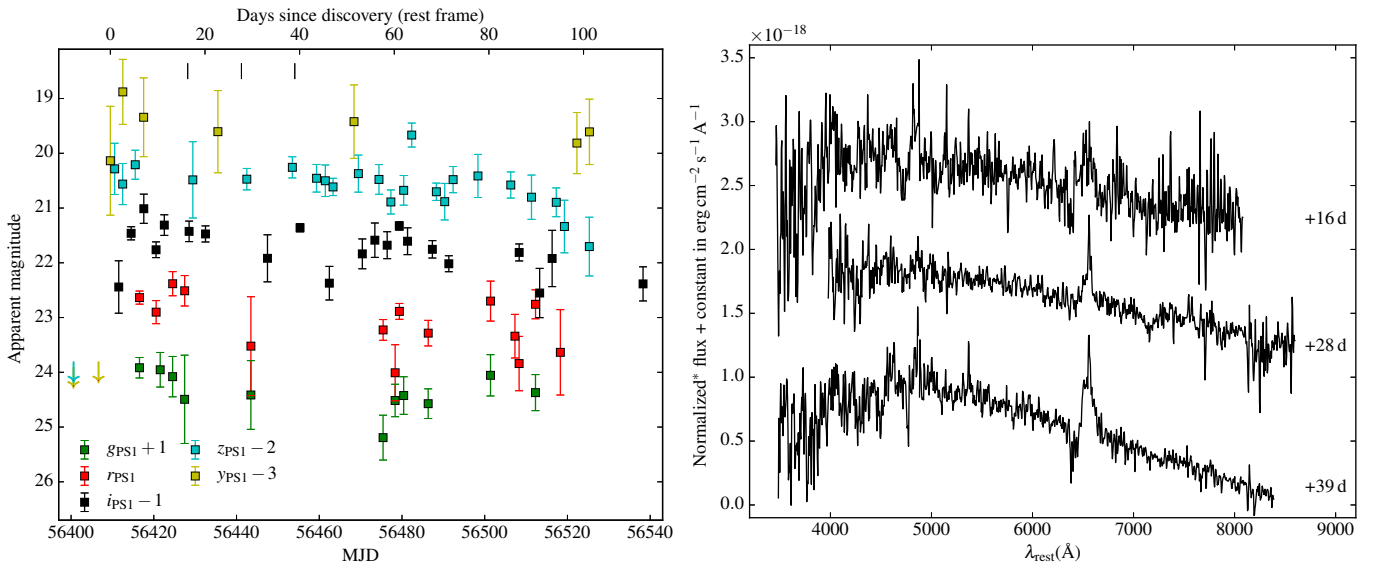 Days since discovery (rest frame)
0 20 40 60 80 100
Apparent magnitude
19
20
21
22
23
24
25
26
g_PS1 + 1
r_PS1
i_PS1 − 1
z_PS1 − 2
y_PS1 − 3
56400 56420 56440 56460 56480 56500 56520 56540
MJD
×10⁻¹⁸
Normalized* flux + constant in erg cm⁻² s⁻¹ A⁻¹
3.5
3.0
2.5
2.0
1.5
1.0
0.5
0.0
+16 d
+28 d
+39 d
4000 5000 6000 7000 8000 9000
λ_rest(Å)